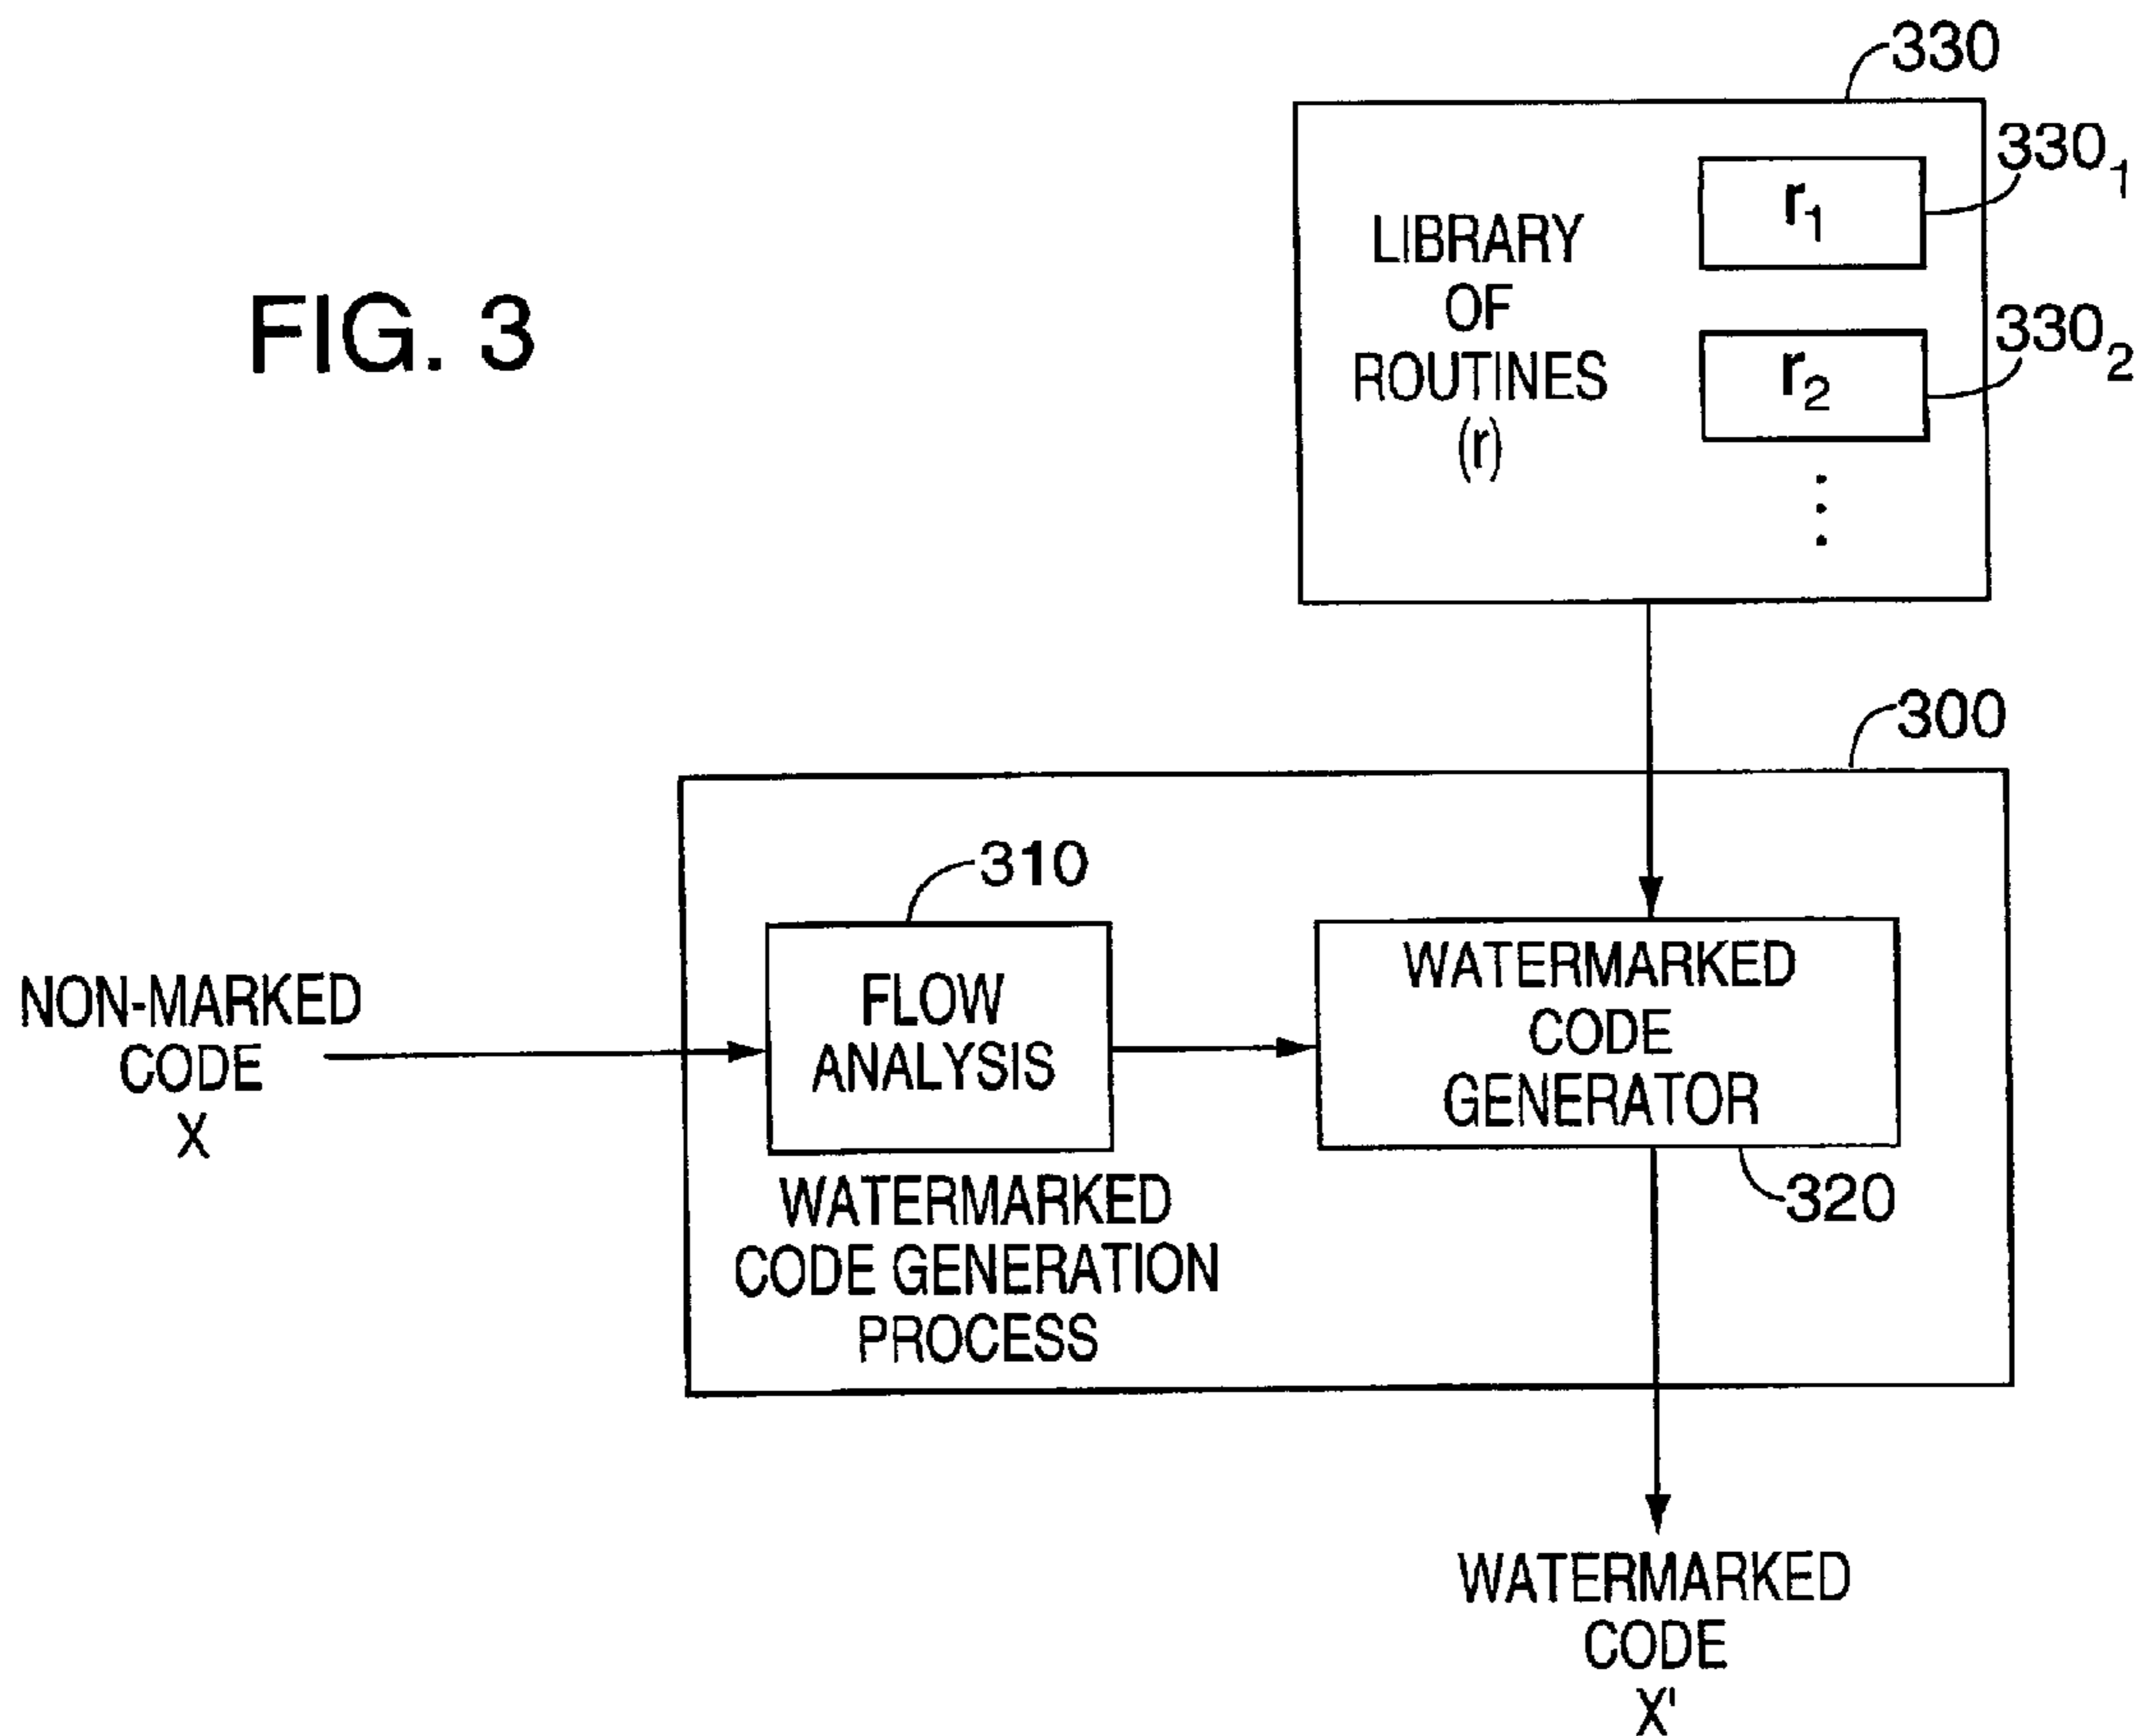 FIG. 3
330
LIBRARY
OF
ROUTINES
(r)
r1
3301
r2
3302
300
NON-MARKED
CODE
X
310
FLOW
ANALYSIS
WATERMARKED
CODE
GENERATOR
320
WATERMARKED
CODE GENERATION
PROCESS
WATERMARKED
CODE
X'